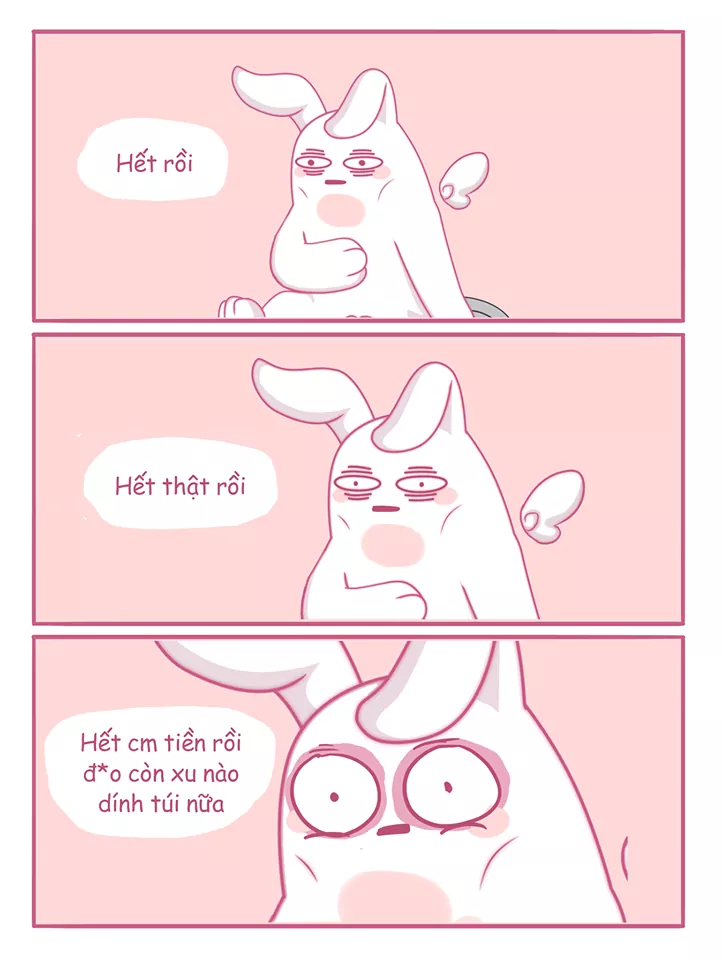 Hết rồi
Hết thật rồi
Hết cm tiền rồi
đ*o còn xu nào
dính túi nữa